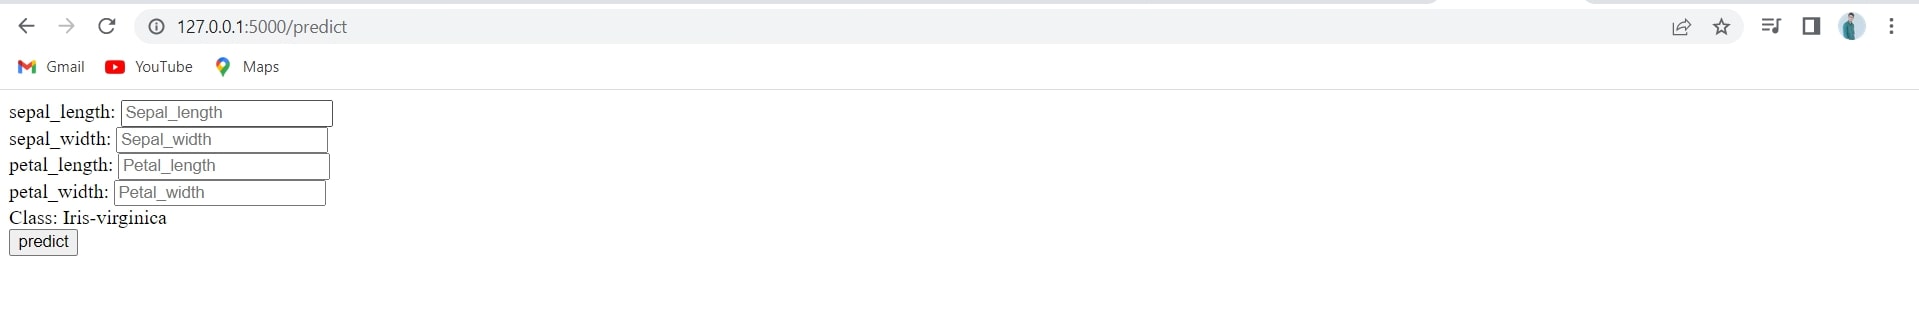 127.0.0.1:5000/predict
Gmail YouTube Maps
sepal_length: Sepal_length
sepal_width: Sepal_width
petal_length: Petal_length
petal_width: Petal_width
Class: Iris-virginica
predict